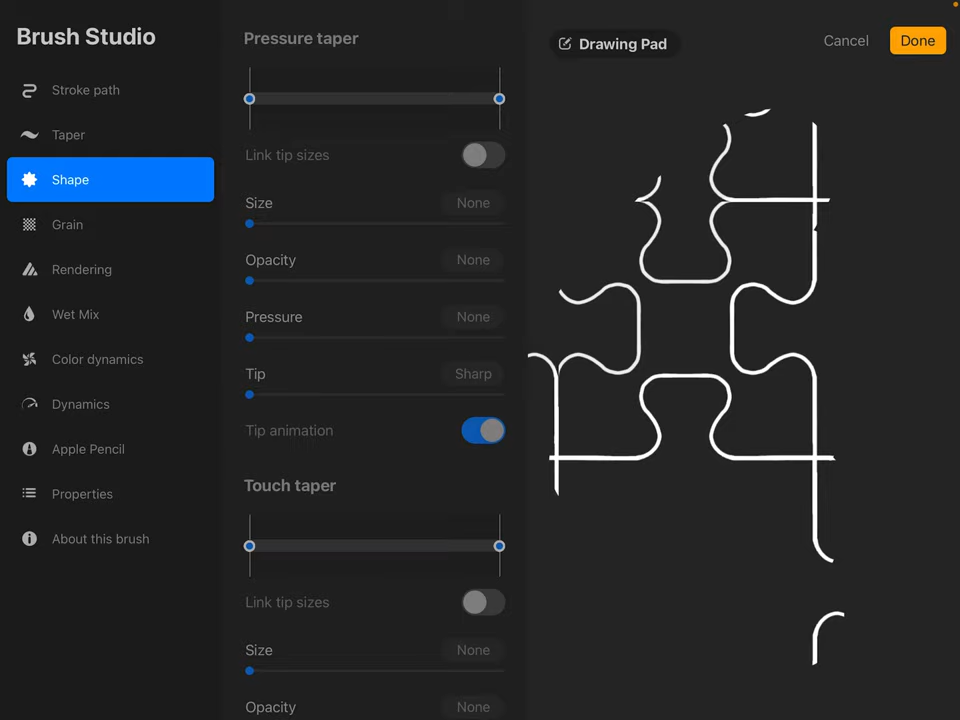 Brush Studio
Stroke path
Taper
Shape
Grain
Rendering
Wet Mix
Color dynamics
Dynamics
Apple Pencil
Properties
About this brush
Pressure taper
Link tip sizes
Size None
Opacity None
Pressure None
Tip Sharp
Tip animation
Touch taper
Link tip sizes
Size None
Opacity None
Drawing Pad
Cancel
Done